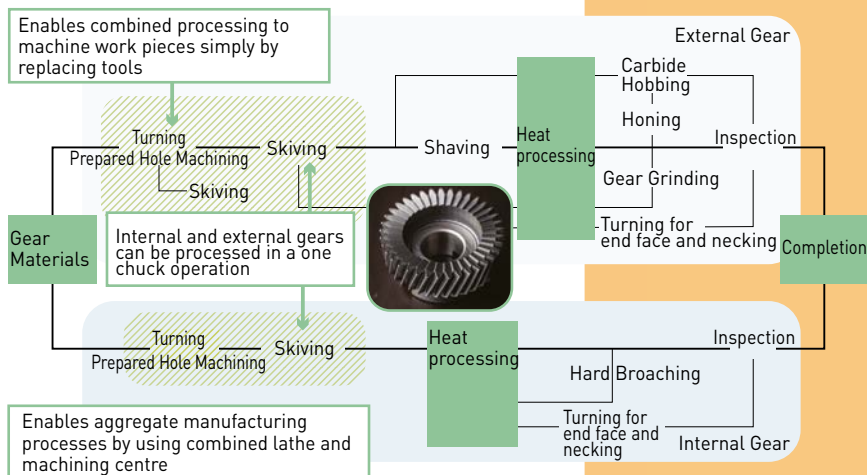 Enables combined processing to
machine work pieces simply by
replacing tools
External Gear
Carbide
Hobbing
Honing
Turning
Prepared Hole Machining
Skiving
Shaving
Heat
processing
Inspection
Skiving
Gear Grinding
Gear
Materials
Internal and external gears
can be processed in a one
chuck operation
Turning for
end face and necking
Completion
Turning
Prepared Hole Machining
Skiving
Heat
processing
Inspection
Hard Broaching
Turning for
end face and
necking
Internal Gear
Enables aggregate manufacturing
processes by using combined lathe and
machining centre